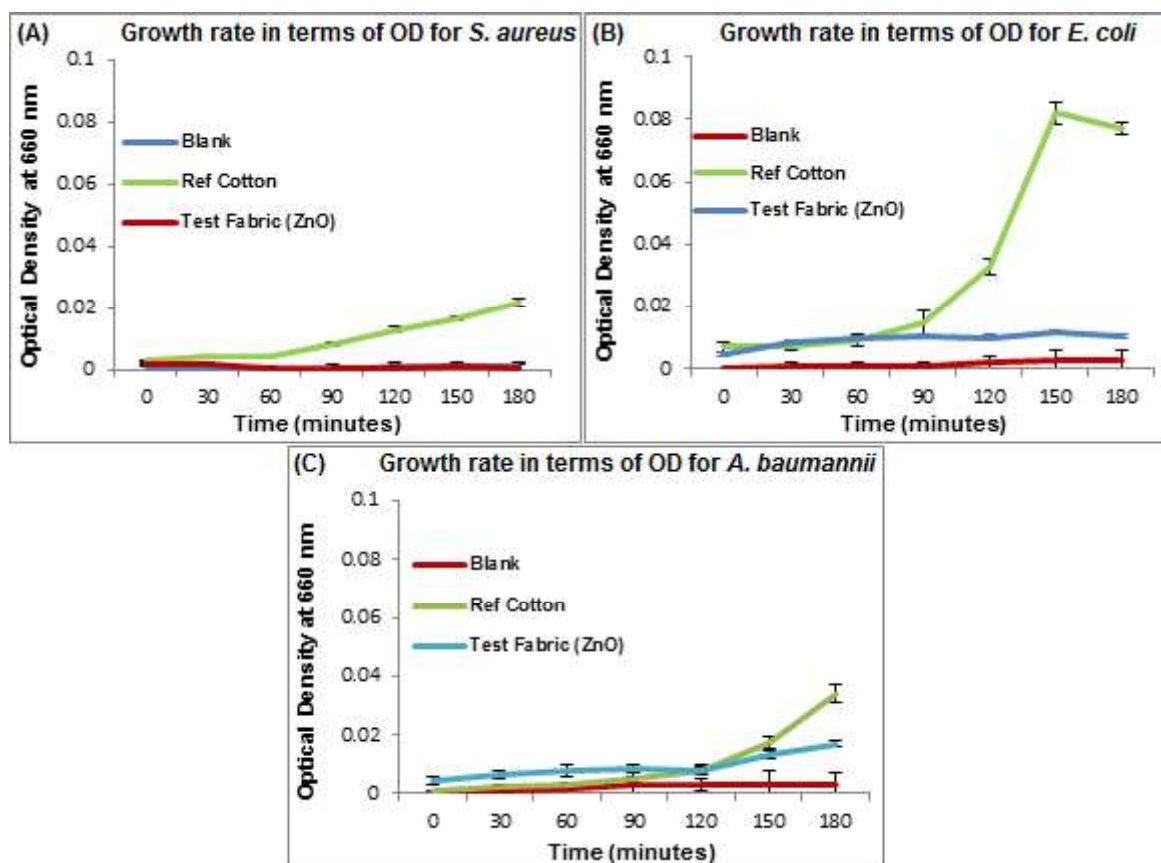 (A) Growth rate in terms of OD for S. aureus
Optical Density at 660 nm
0.1
0.08
0.06
0.04
0.02
0
Blank
Ref Cotton
Test Fabric (ZnO)
0 30 60 90 120 150 180
Time (minutes)
(B) Growth rate in terms of OD for E. coli
Optical Density at 660 nm
0.1
0.08
0.06
0.04
0.02
0
Blank
Ref Cotton
Test Fabric (ZnO)
0 30 60 90 120 150 180
Time (minutes)
(C) Growth rate in terms of OD for A. baumannii
Optical Density at 660 nm
0.1
0.08
0.06
0.04
0.02
0
Blank
Ref Cotton
Test Fabric (ZnO)
0 30 60 90 120 150 180
Time (minutes)